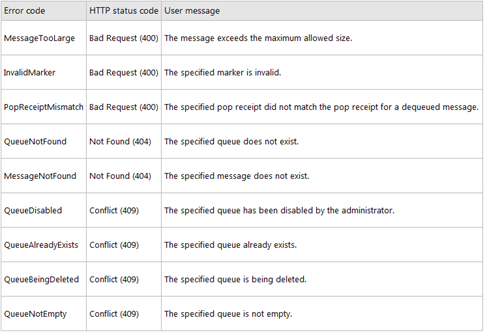 Error code HTTP status code User message
MessageTooLarge Bad Request (400) The message exceeds the maximum allowed size.
InvalidMarker Bad Request (400) The specified marker is invalid.
PopReceiptMismatch Bad Request (400) The specified pop receipt did not match the pop receipt for a dequeued message.
QueueNotFound Not Found (404) The specified queue does not exist.
MessageNotFound Not Found (404) The specified message does not exist.
QueueDisabled Conflict (409) The specified queue has been disabled by the administrator.
QueueAlreadyExists Conflict (409) The specified queue already exists.
QueueBeingDeleted Conflict (409) The specified queue is being deleted.
QueueNotEmpty Conflict (409) The specified queue is not empty.